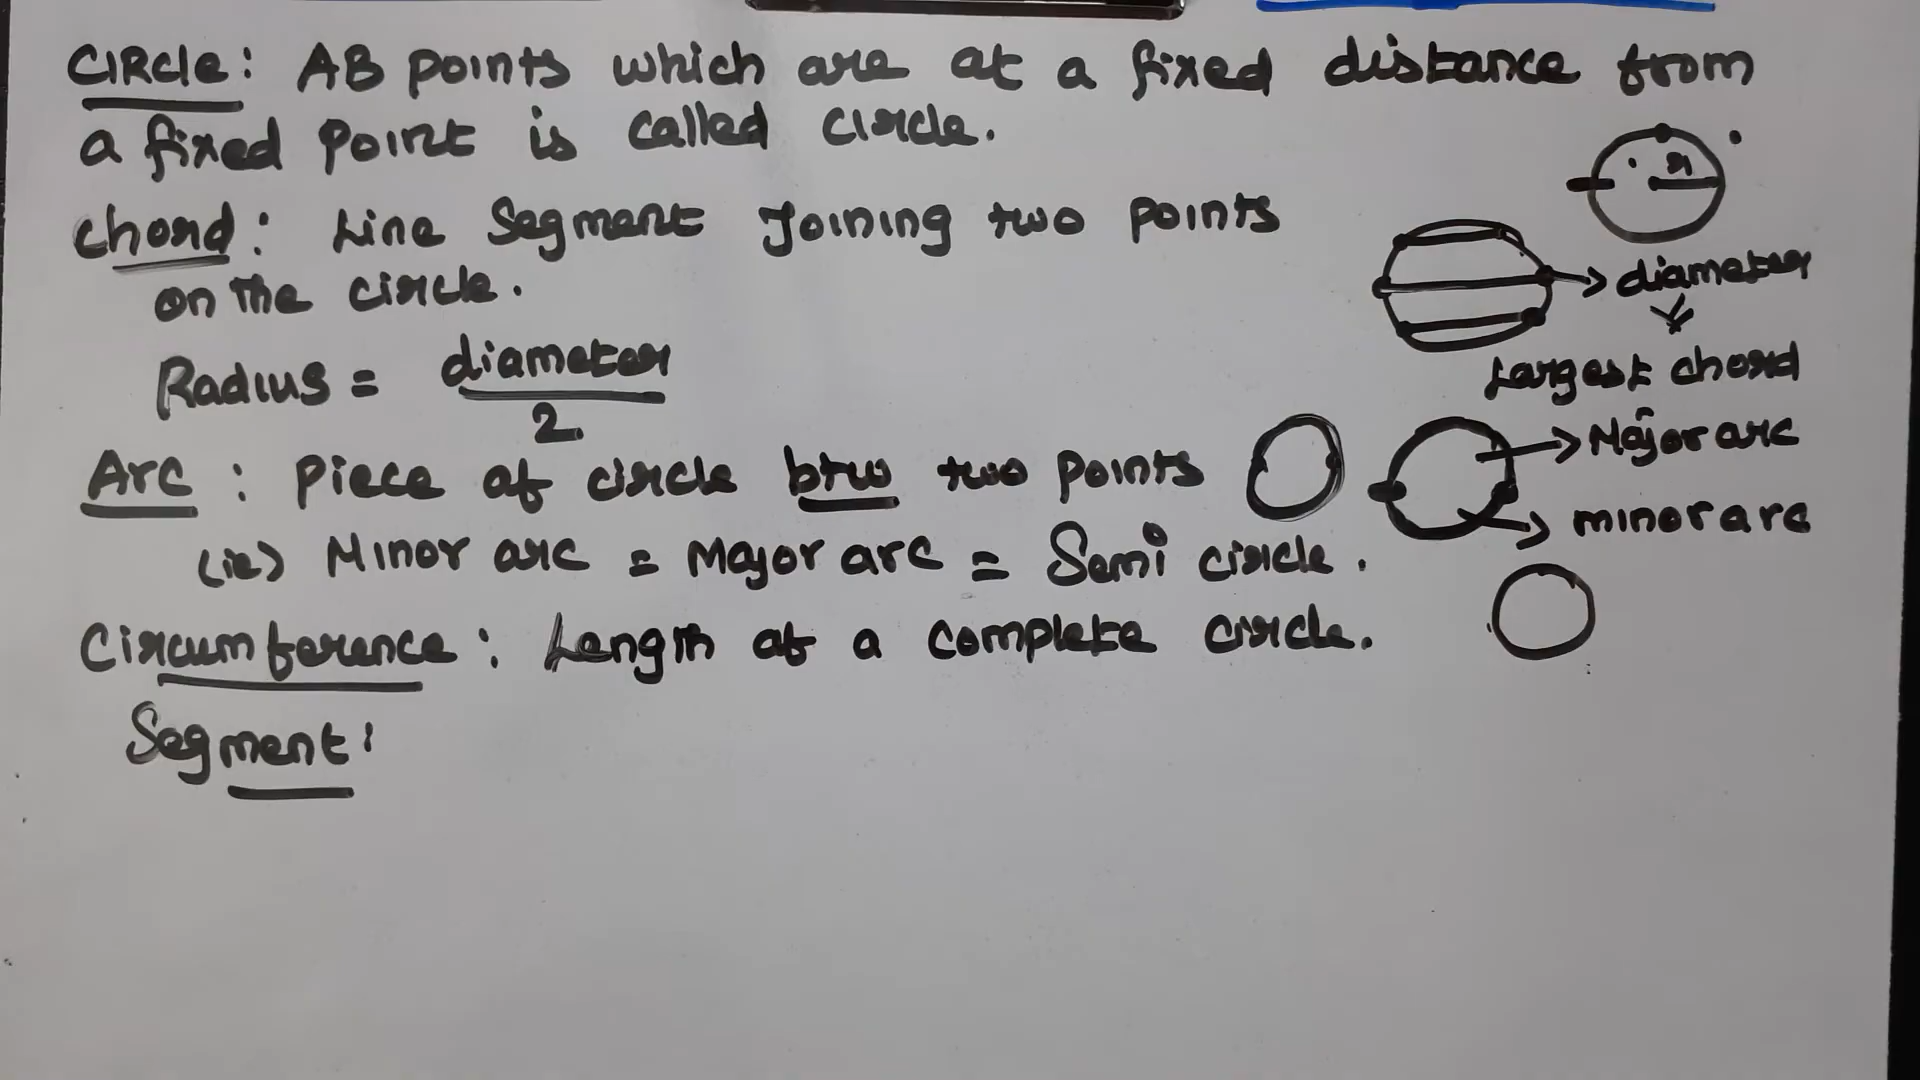 CIRcle: AB points which are at a fixed distance from
a fixed point is called circle.
r
chord: Line Segment Joining two points
on the circle.
diameter
Largest chord
Radius = diameter
2
Arc : Piece of circle btw two points
Major arc
minor arc
(ie) Minor arc = Major arc = Semi circle.
Circumference: Length of a complete circle.
Segment: